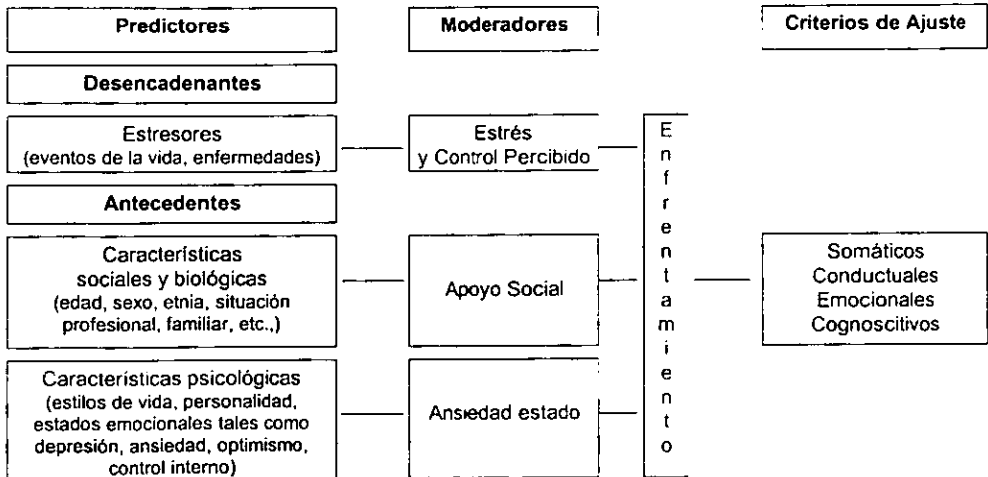 Predictores
Moderadores
Criterios de Ajuste
Desencadenantes
Estresores
(eventos de la vida, enfermedades)
Estrés
y Control Percibido
Enfrentamiento
Antecedentes
Características
sociales y biológicas
(edad, sexo, etnia, situación
profesional, familiar, etc.,)
Apoyo Social
Somáticos
Conductuales
Emocionales
Cognoscitivos
Características psicológicas
(estilos de vida, personalidad,
estados emocionales tales como
depresión, ansiedad, optimismo,
control interno)
Ansiedad estado